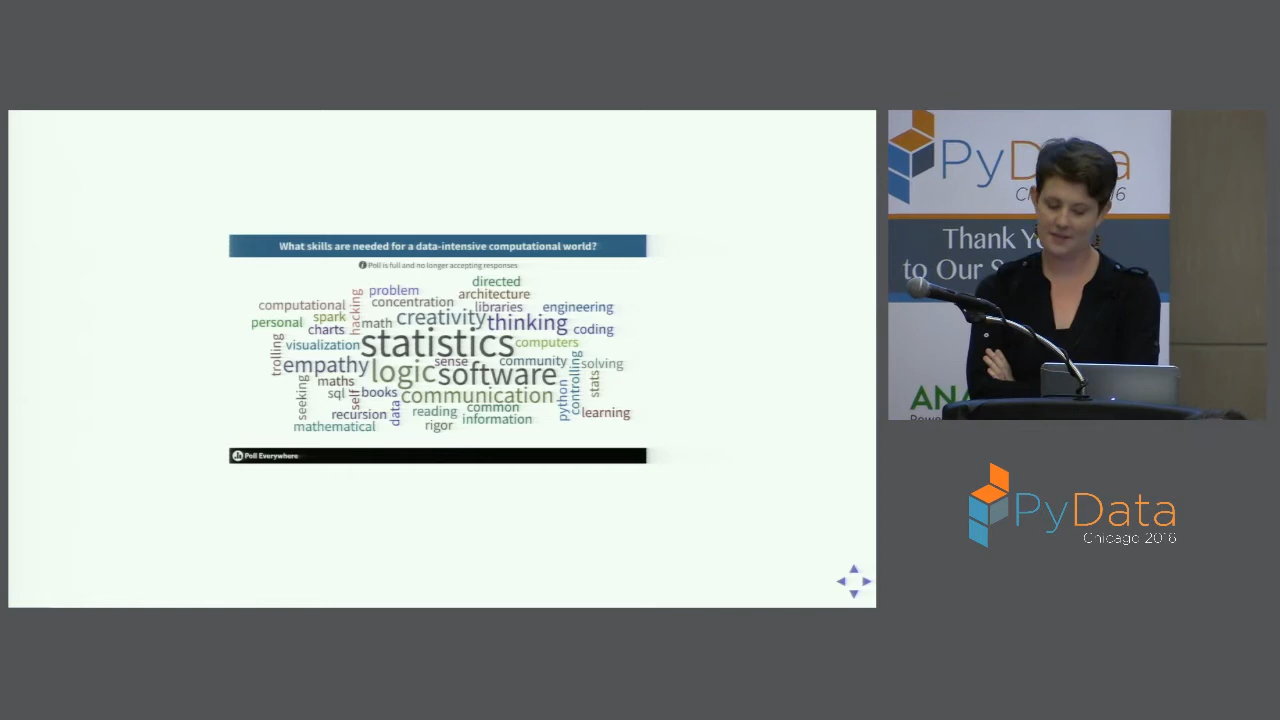 What skills are needed for a data-intensive computational world?
Poll is full and no longer accepting responses
directed
problem
architecture
hacking
concentration
computational
libraries
engineering
spark
creativity
personal
math
thinking
charts
coding
statistics
visualization
computers
trolling
sense
community
empathy
solving
logic
software
controlling
maths
stats
seeking
sql
self
books
communication
python
data
reading
common
learning
recursion
information
mathematical
rigor
Poll Everywhere
PyData
Thank
to Our S
ANA
PyData
Chicago 2016